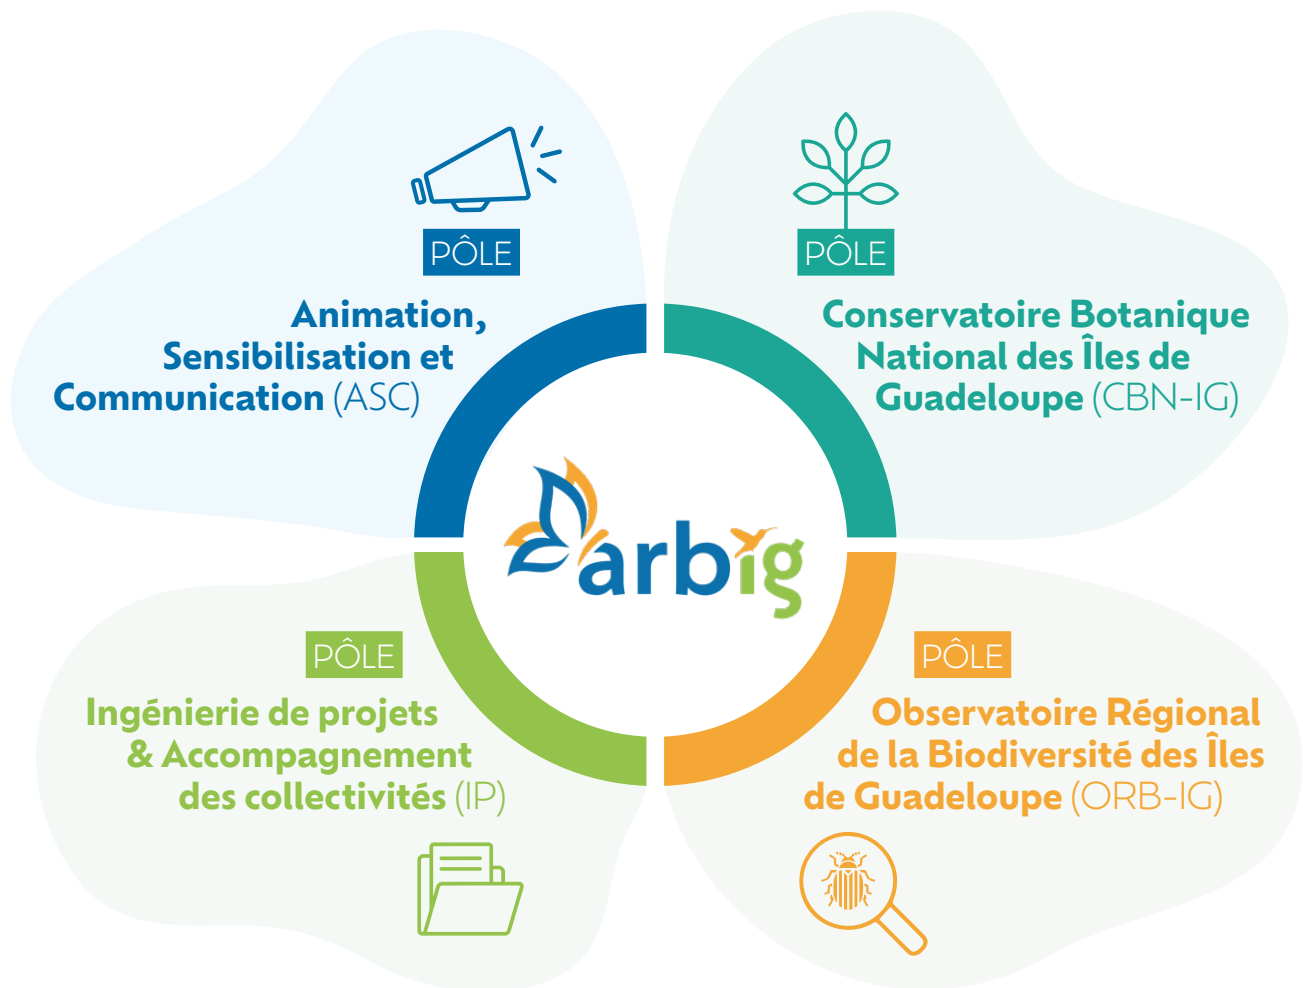 PÔLE
Animation,
Sensibilisation et
Communication (ASC)
PÔLE
Conservatoire Botanique
National des Îles de
Guadeloupe (CBN-IG)
arbig
PÔLE
Ingénierie de projets
& Accompagnement
des collectivités (IP)
PÔLE
Observatoire Régional
de la Biodiversité des Îles
de Guadeloupe (ORB-IG)